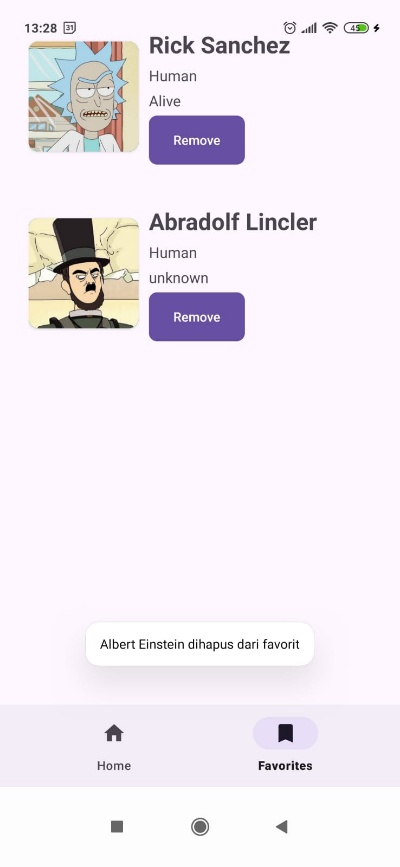 13:28 31 45
Rick Sanchez
Human
Alive
Remove
Abradolf Lincler
Human
unknown
Remove
Albert Einstein dihapus dari favorit
Home
Favorites